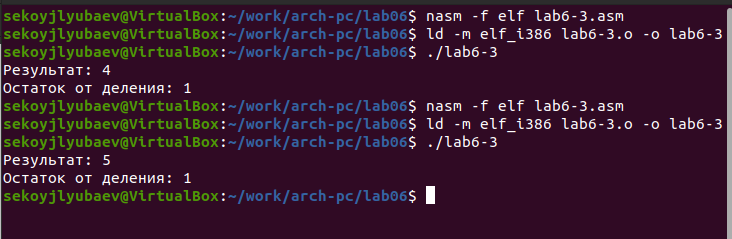 sekoyjlyubaev@VirtualBox:~/work/arch-pc/lab06$ nasm -f elf lab6-3.asm
sekoyjlyubaev@VirtualBox:~/work/arch-pc/lab06$ ld -m elf_i386 lab6-3.o -o lab6-3
sekoyjlyubaev@VirtualBox:~/work/arch-pc/lab06$ ./lab6-3
Результат: 4
Остаток от деления: 1
sekoyjlyubaev@VirtualBox:~/work/arch-pc/lab06$ nasm -f elf lab6-3.asm
sekoyjlyubaev@VirtualBox:~/work/arch-pc/lab06$ ld -m elf_i386 lab6-3.o -o lab6-3
sekoyjlyubaev@VirtualBox:~/work/arch-pc/lab06$ ./lab6-3
Результат: 5
Остаток от деления: 1
sekoyjlyubaev@VirtualBox:~/work/arch-pc/lab06$